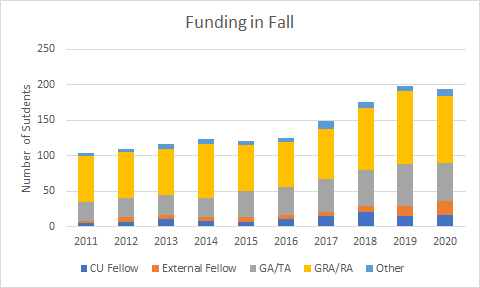 Funding in Fall
250
200
150
100
50
0
Number of Sutdents
2011 2012 2013 2014 2015 2016 2017 2018 2019 2020
CU Fellow External Fellow GA/TA GRA/RA Other